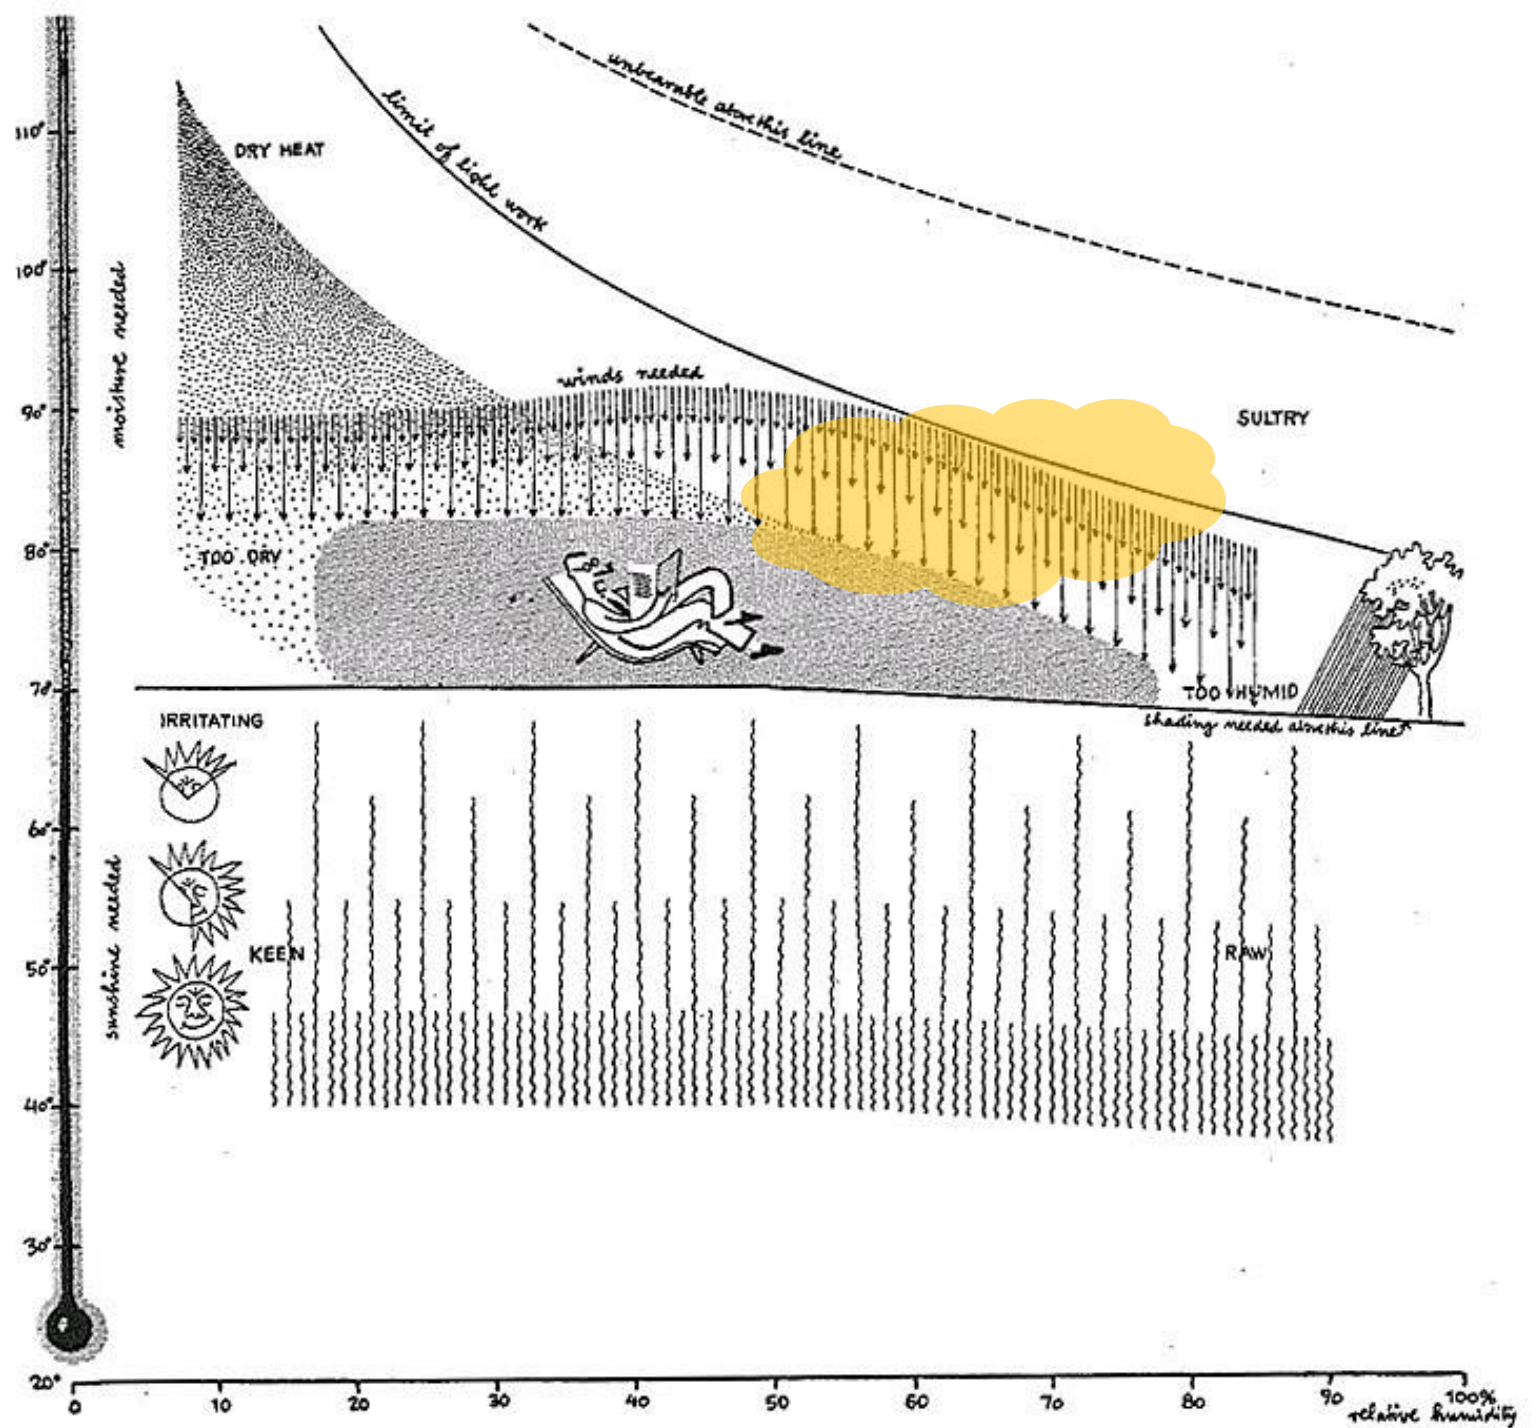 unbearable above this line
limit of light work
110°
DRY HEAT
100°
moisture needed
winds needed
90°
SULTRY
80°
TOO DRY
70°
TOO HUMID
shading needed above this line
IRRITATING
60°
sunshine needed
KEEN
RAW
50°
40°
30°
20°
0 10 20 30 40 50 60 70 80 90 100%
relative humidity